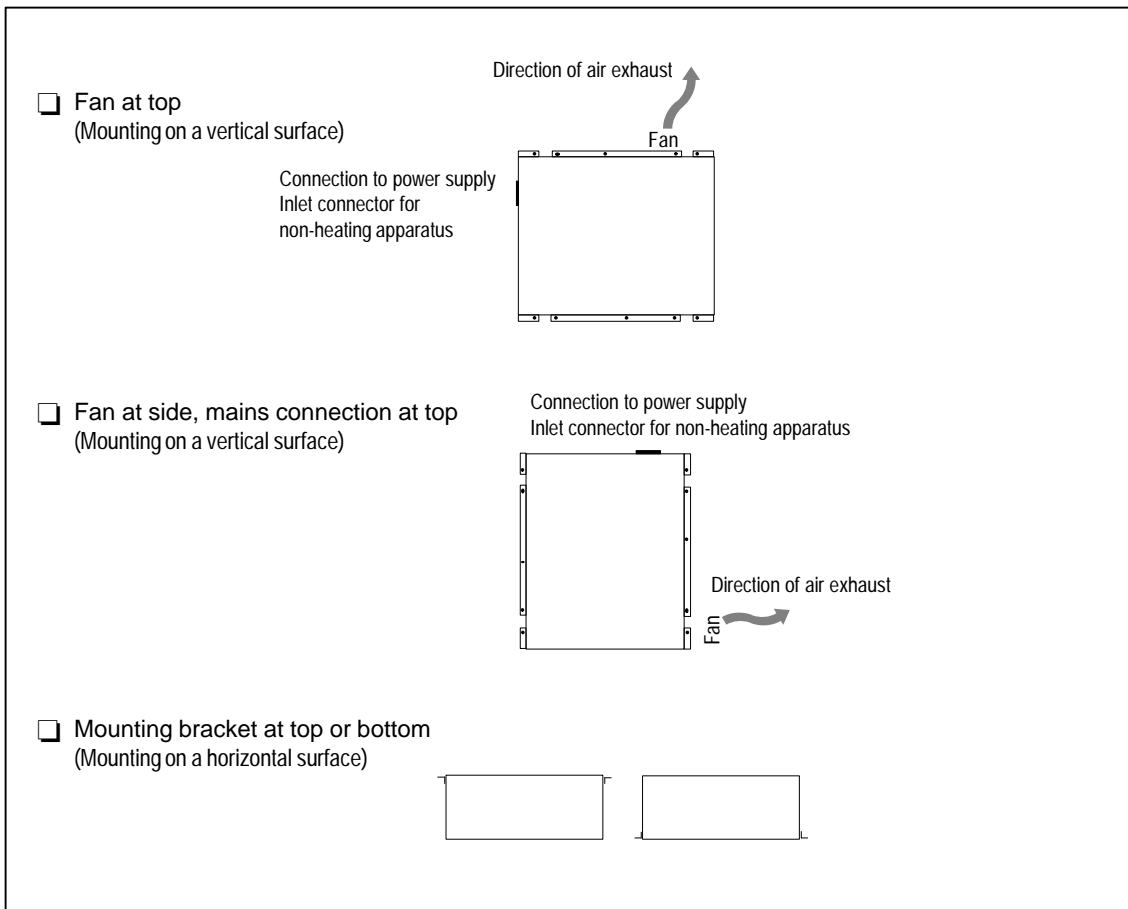 Direction of air exhaust
Fan at top
(Mounting on a vertical surface)
Fan
Connection to power supply
Inlet connector for
non-heating apparatus
Fan at side, mains connection at top
(Mounting on a vertical surface)
Connection to power supply
Inlet connector for non-heating apparatus
Direction of air exhaust
Fan
Mounting bracket at top or bottom
(Mounting on a horizontal surface)